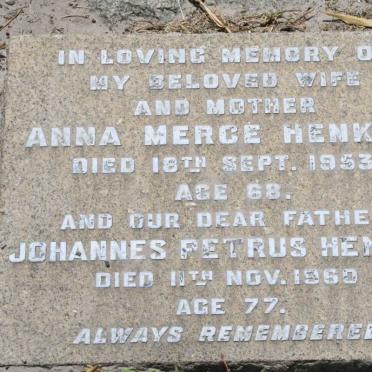 IN LOVING MEMORY O
MY BELOVED WIFE
AND MOTHER
ANNA MERCE HENK
DIED 18TH SEPT. 1953
AGE 68.
AND OUR DEAR FATHE
JOHANNES PETRUS HEN
DIED 11TH NOV. 1960
AGE 77.
ALWAYS REMEMBERED